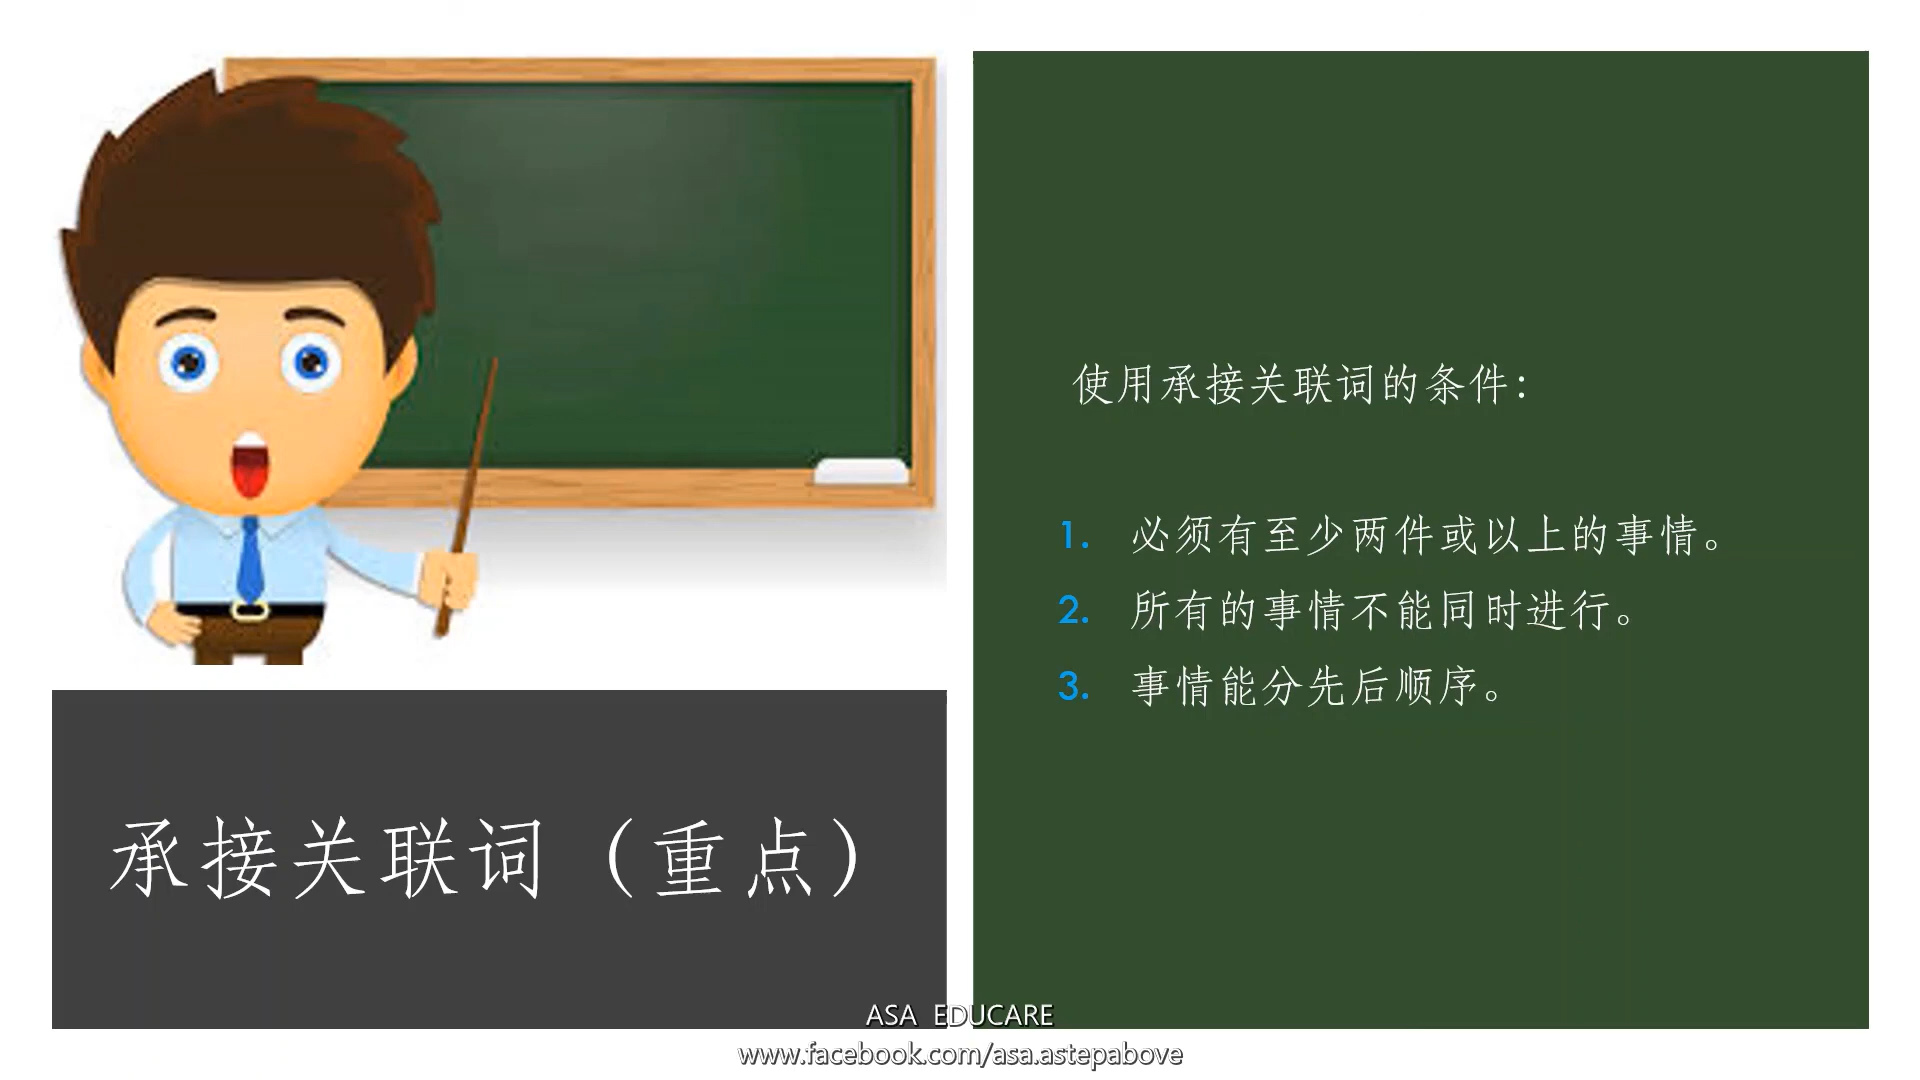 承接关联词（重点）
使用承接关联词的条件：
1. 必须有至少两件或以上的事情。
2. 所有的事情不能同时进行。
3. 事情能分先后顺序。
ASA EDUCARE
www.facebook.com/asa.astepabove